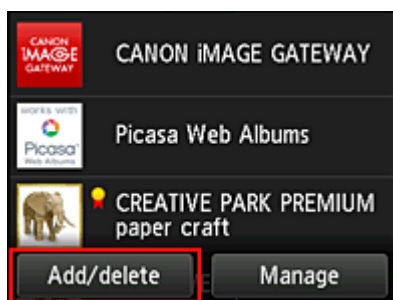 CANON
iMAGE
GATEWAY
CANON iMAGE GATEWAY
works with
Picasa
Web Albums
Picasa Web Albums
CREATIVE PARK PREMIUM
paper craft
Add/delete
Manage